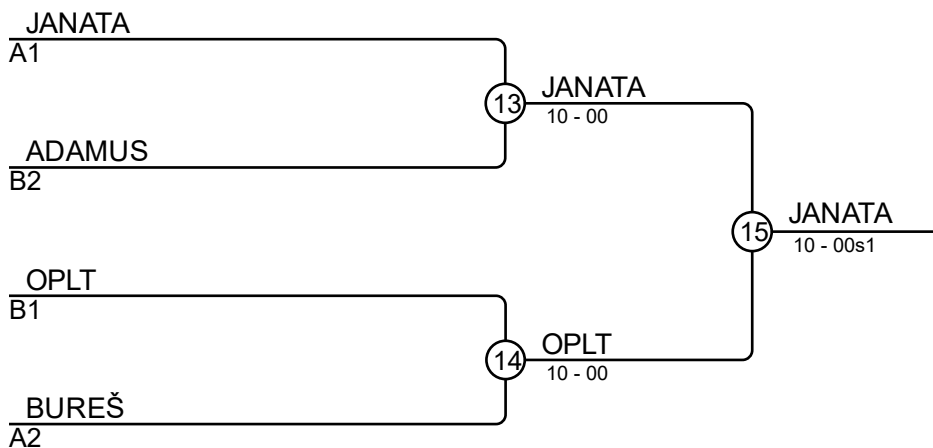 JANATA
A1
13
JANATA
10 - 00
ADAMUS
B2
15
JANATA
10 - 00s1
OPLT
B1
14
OPLT
10 - 00
BUREŠ
A2